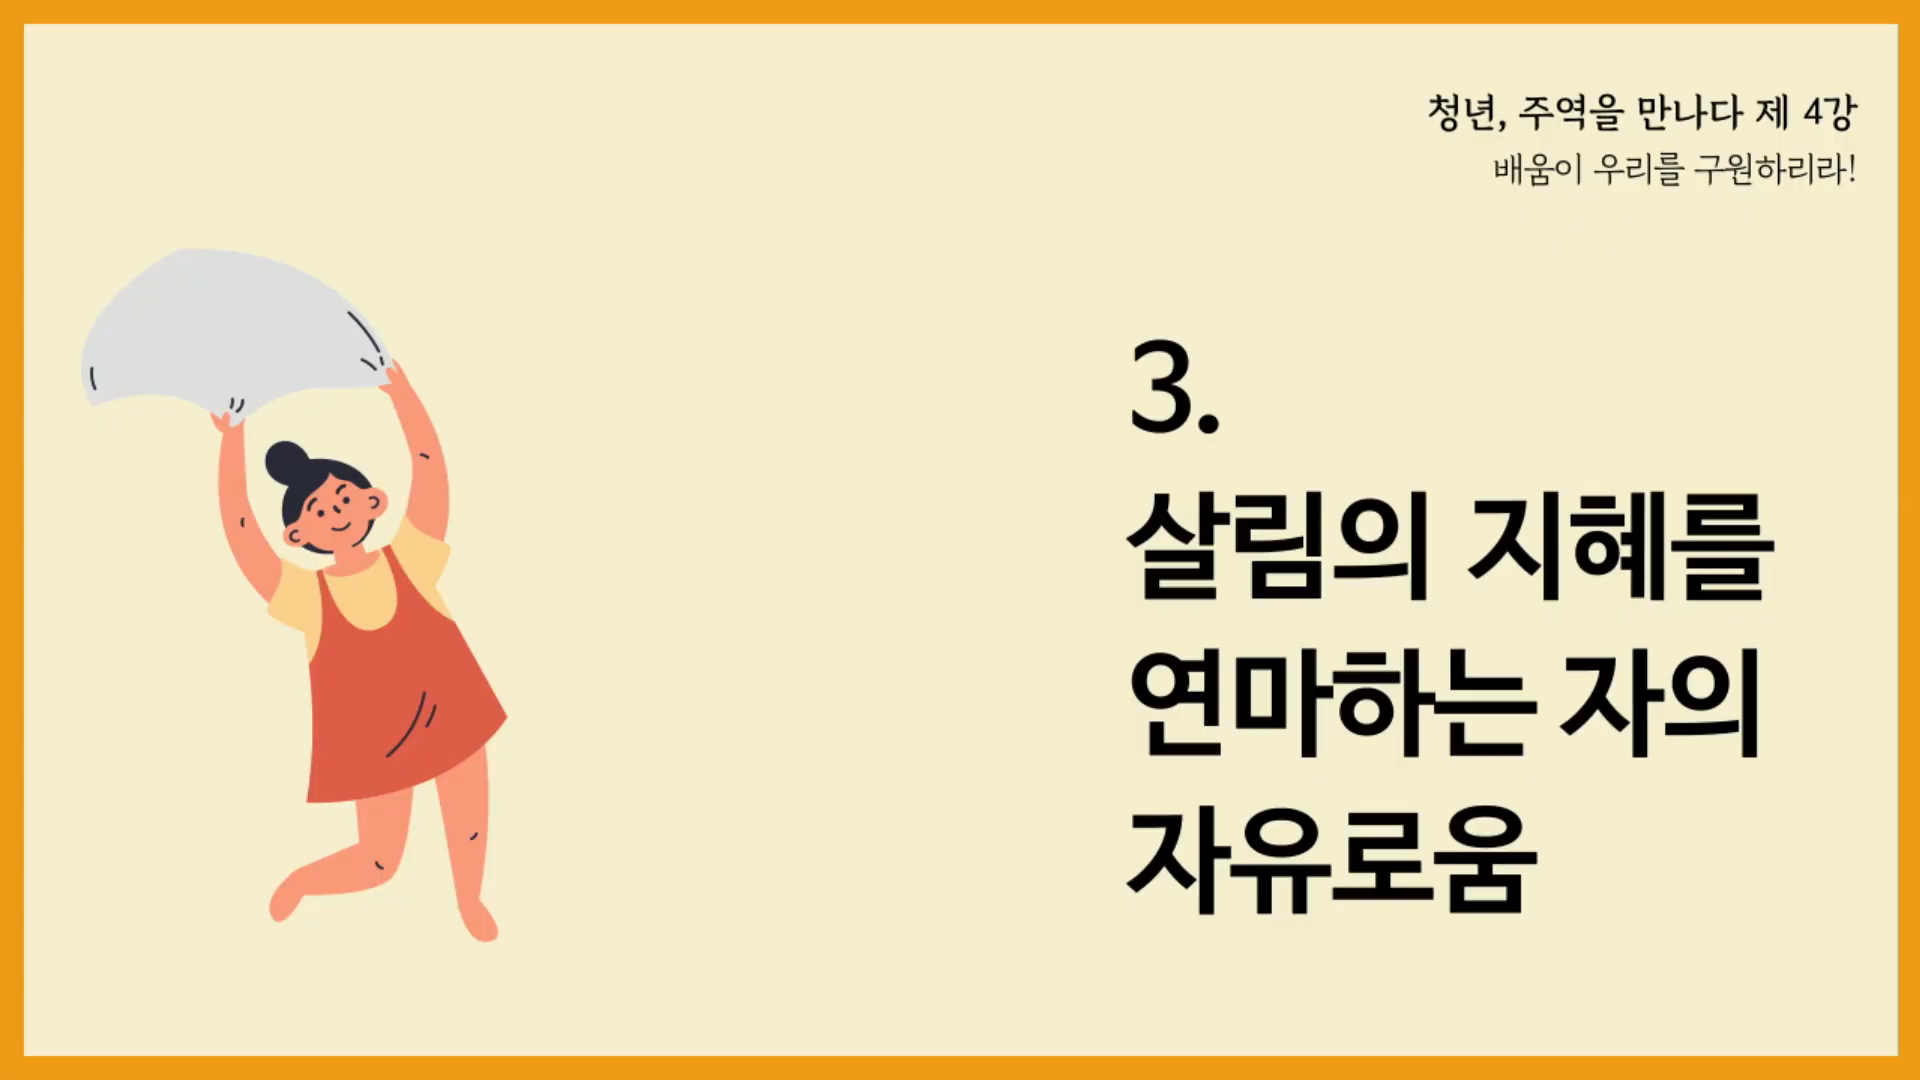 청년, 주역을 만나다 제 4강
배움이 우리를 구원하리라!
3.
살림의 지혜를
연마하는 자의
자유로움